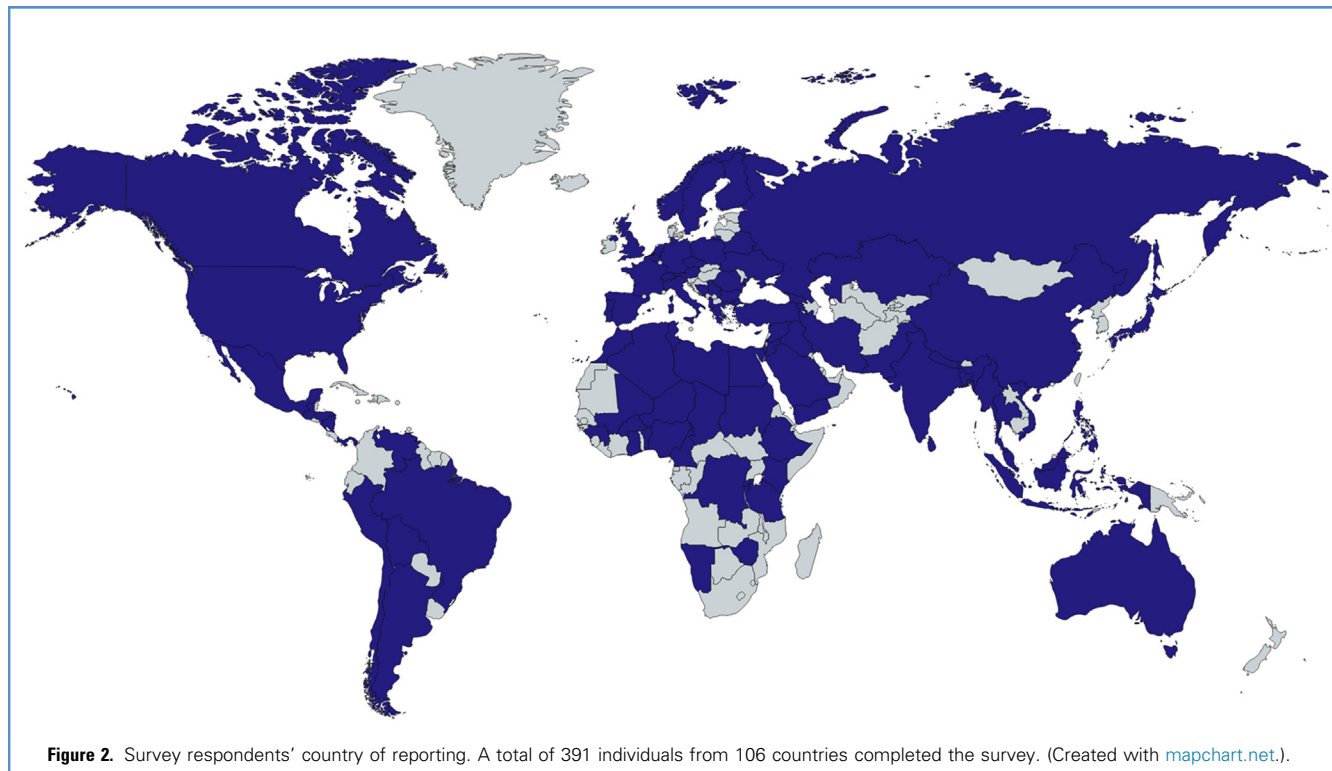 Figure 2. Survey respondents' country of reporting. A total of 391 individuals from 106 countries completed the survey. (Created with mapchart.net.).